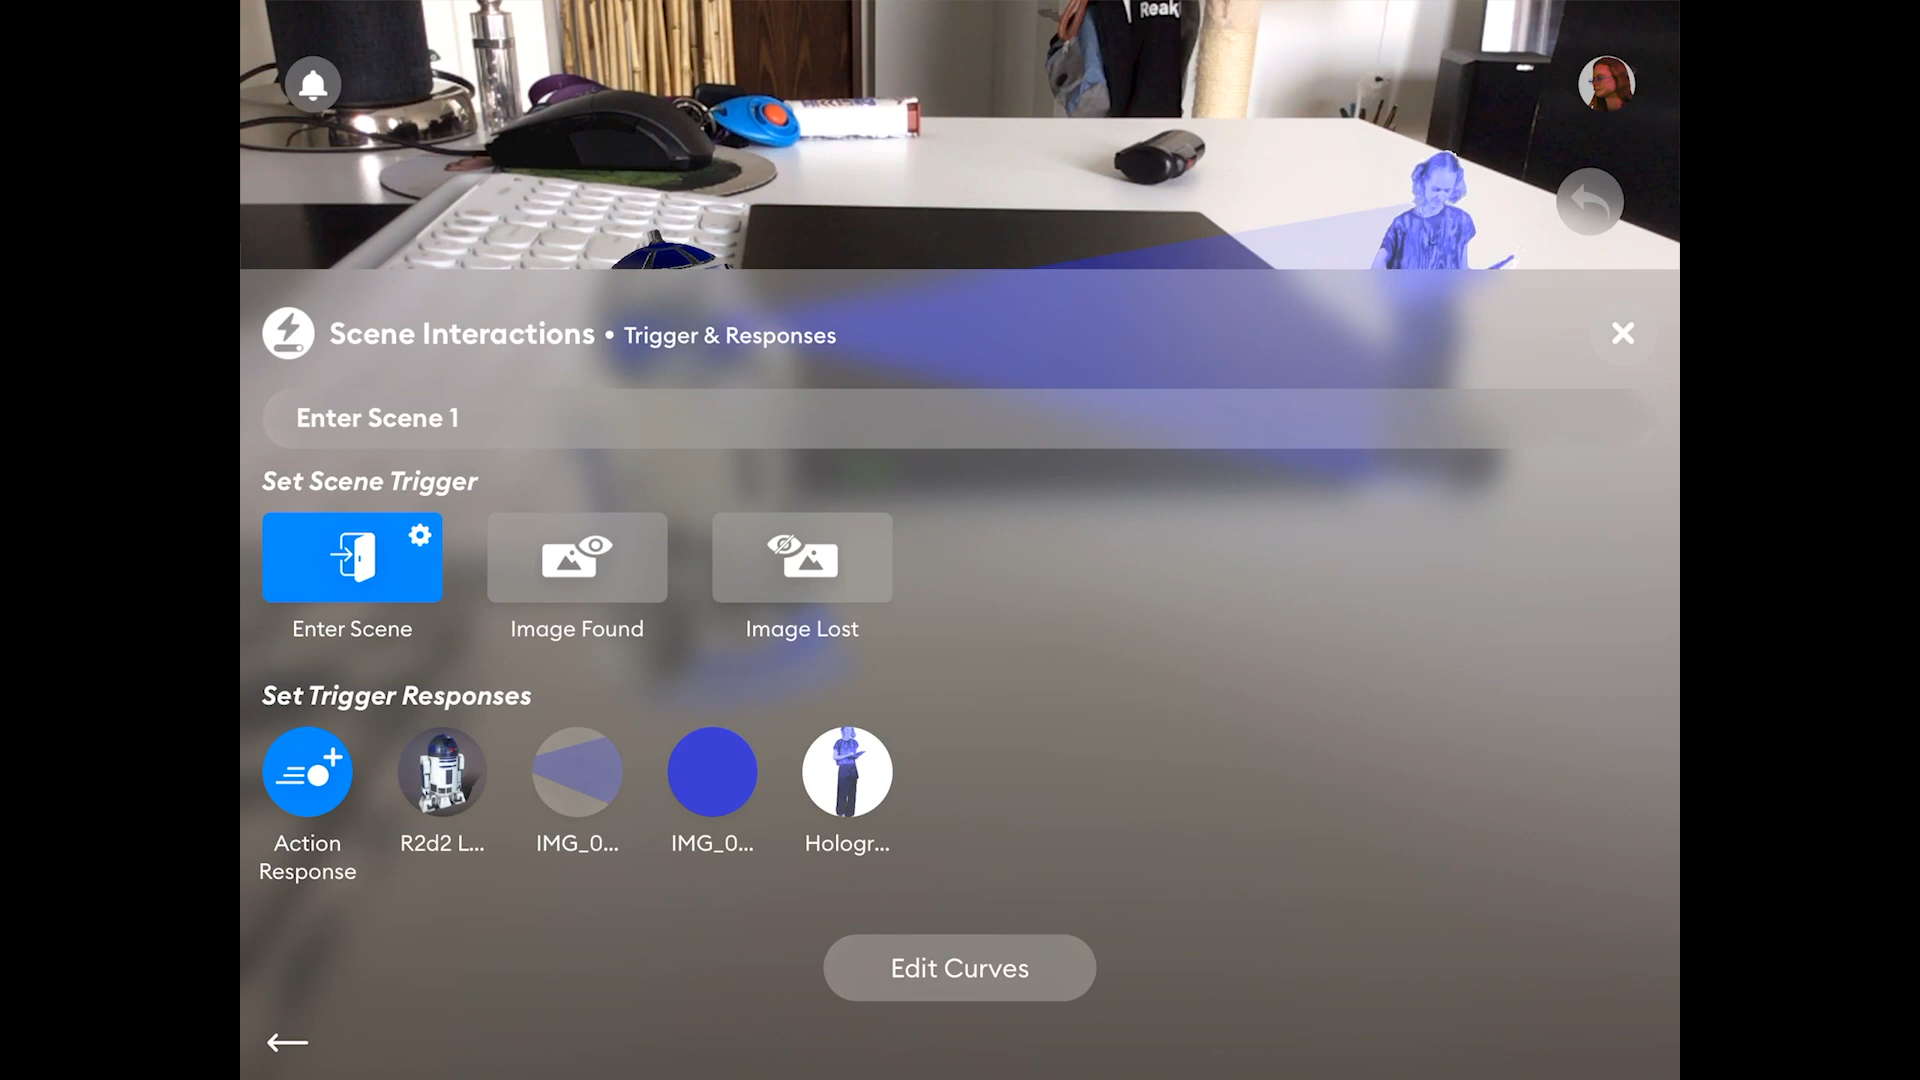 Reak
Scene Interactions • Trigger & Responses
Enter Scene 1
Set Scene Trigger
Enter Scene
Image Found
Image Lost
Set Trigger Responses
Action
Response
R2d2 L...
IMG_0...
IMG_0...
Hologr...
Edit Curves